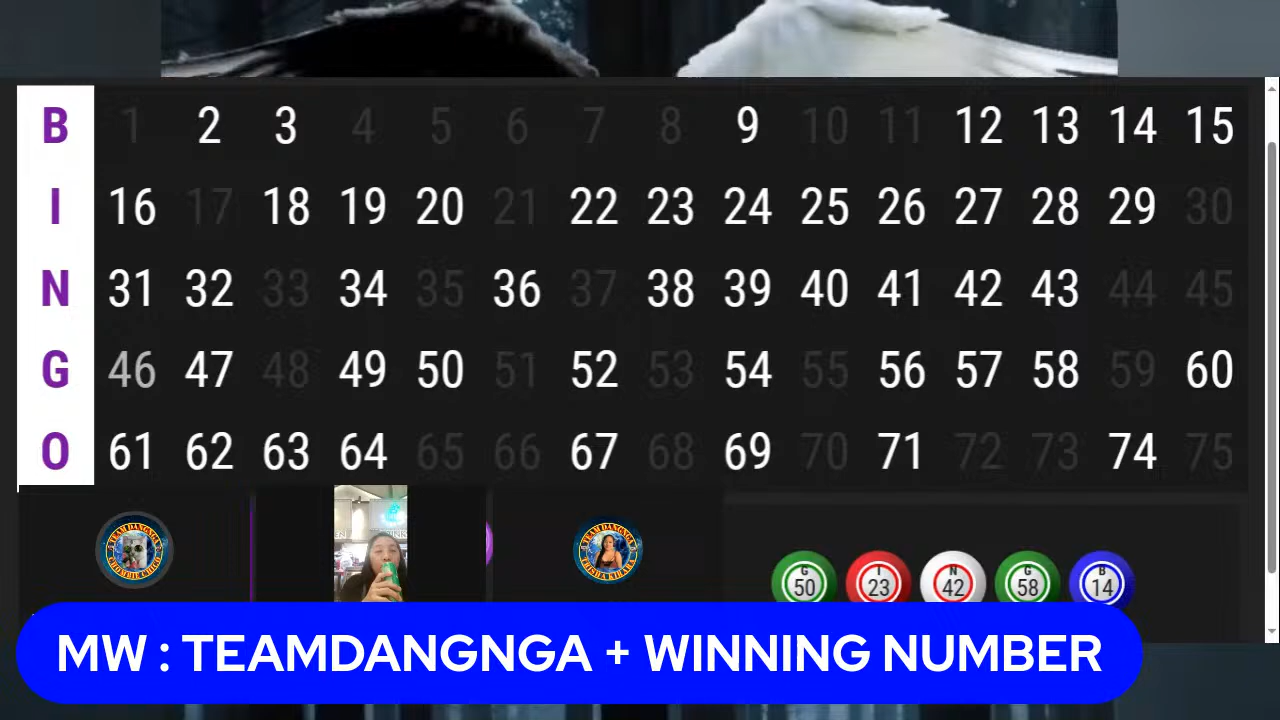 B 1 2 3 4 5 6 7 8 9 10 11 12 13 14 15
I 16 17 18 19 20 21 22 23 24 25 26 27 28 29 30
N 31 32 33 34 35 36 37 38 39 40 41 42 43 44 45
G 46 47 48 49 50 51 52 53 54 55 56 57 58 59 60
O 61 62 63 64 65 66 67 68 69 70 71 72 73 74 75
TEAM DANGNGA
TEAM DANGNGA
G 50
I 23
N 42
G 58
B 14
MW : TEAMDANGNGA + WINNING NUMBER